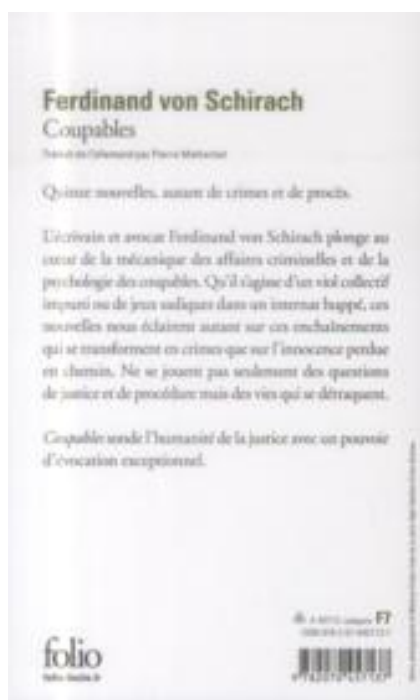 Ferdinand von Schirach
Coupables
Traduit de l'allemand par Pierre Malherbet
Quinze nouvelles, autant de crimes et de procès.
L'écrivain et avocat Ferdinand von Schirach plonge au
cœur de la mécanique des affaires criminelles et de la
psychologie des coupables. Qu'il s'agisse d'un viol collectif
impuni ou de jeux sadiques dans un internat huppé, ces
nouvelles nous éclairent autant sur ces enchaînements
qui se transforment en crimes que sur l'innocence perdue
en chemin. Ne se jouent pas seulement des questions
de justice et de procédure mais des vies qui se détraquent.
Coupables sonde l'humanité de la justice avec un pouvoir
d'évocation exceptionnel.
F7
folio